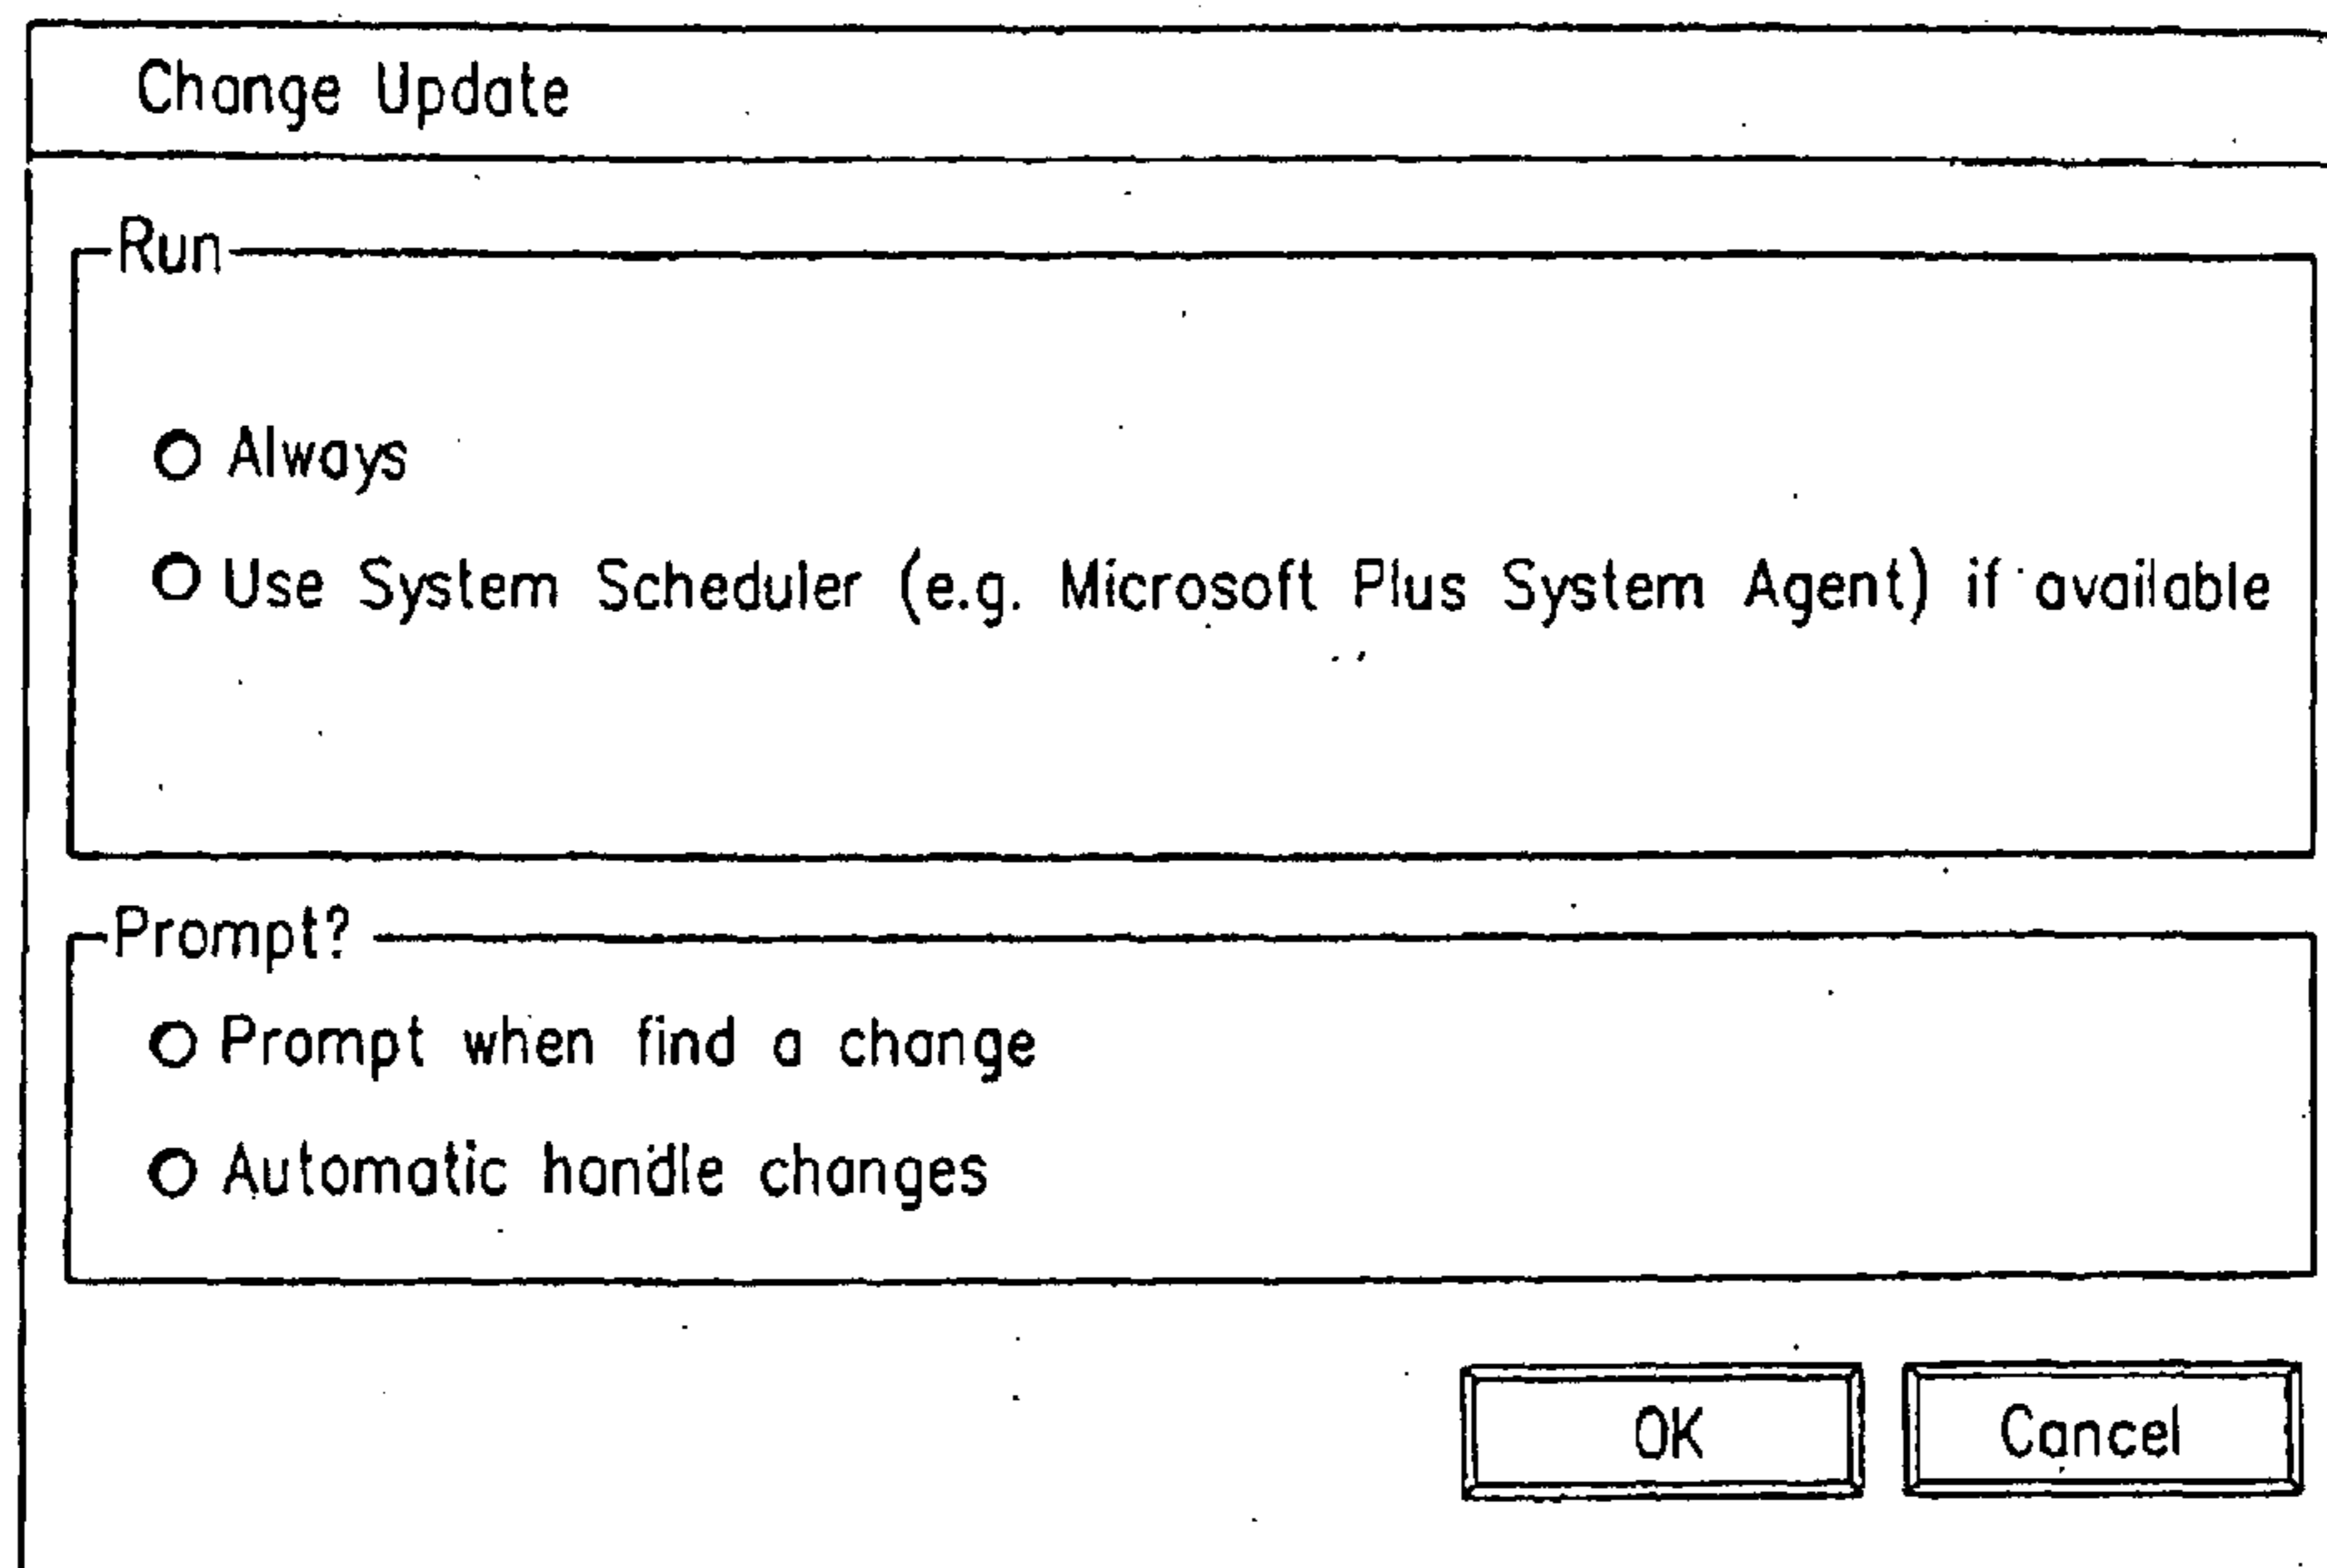 Change Update
Run
Always
Use System Scheduler (e.g. Microsoft Plus System Agent) if available
Prompt?
Prompt when find a change
Automatic handle changes
OK
Cancel